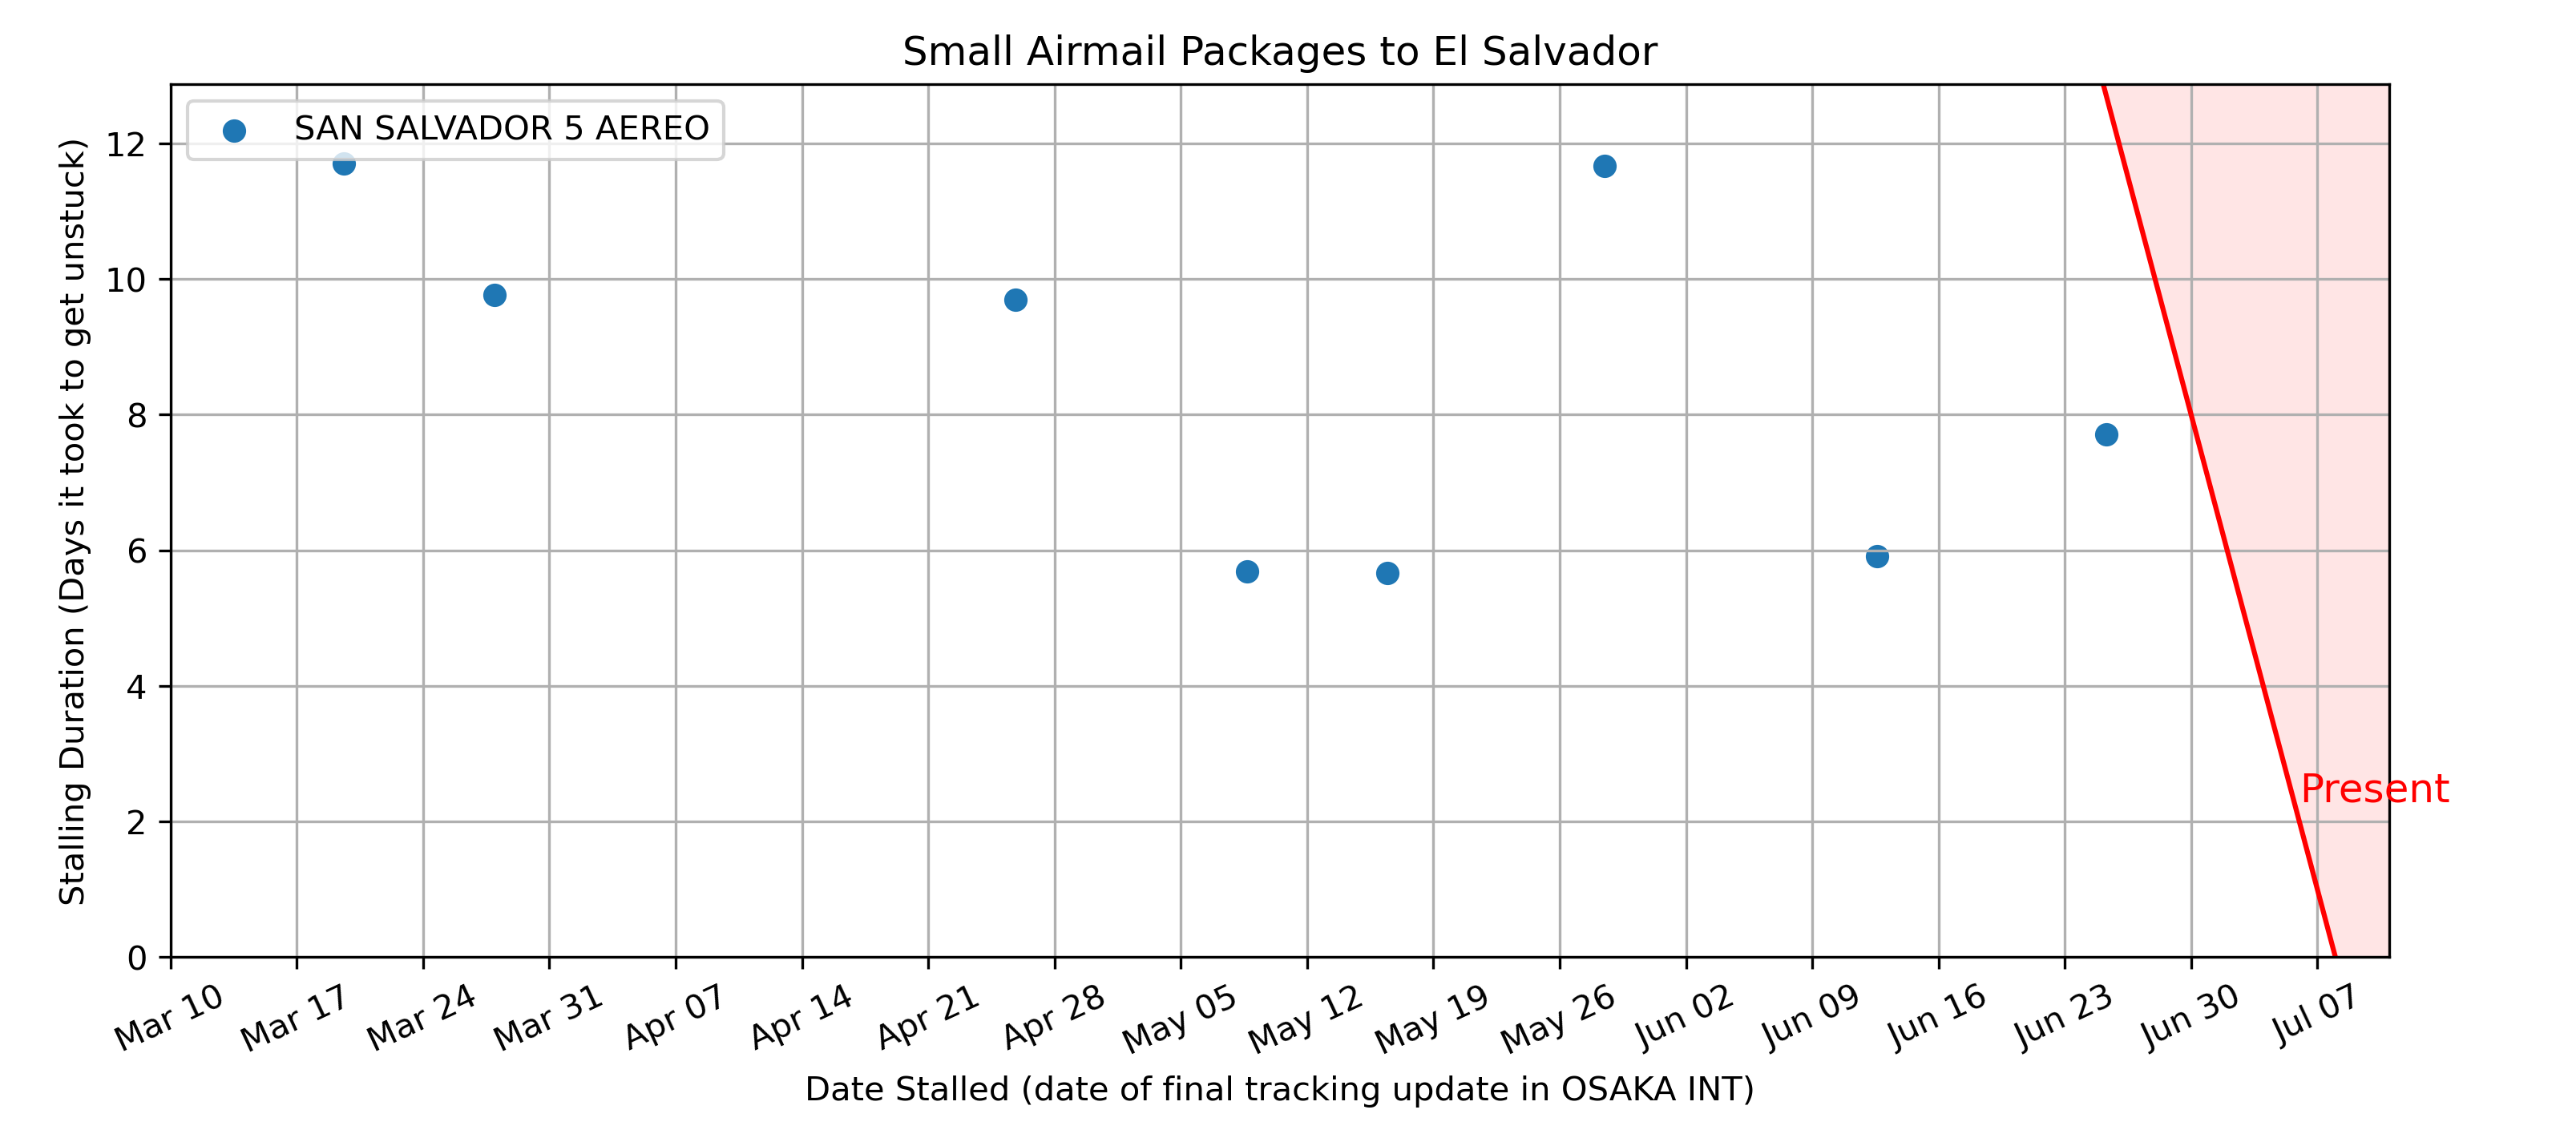 Small Airmail Packages to El Salvador
SAN SALVADOR 5 AEREO
Stalling Duration (Days it took to get unstuck)
12
10
8
6
4
2
0
Present
Mar 10
Mar 17
Mar 24
Mar 31
Apr 07
Apr 14
Apr 21
Apr 28
May 05
May 12
May 19
May 26
Jun 02
Jun 09
Jun 16
Jun 23
Jun 30
Jul 07
Date Stalled (date of final tracking update in OSAKA INT)